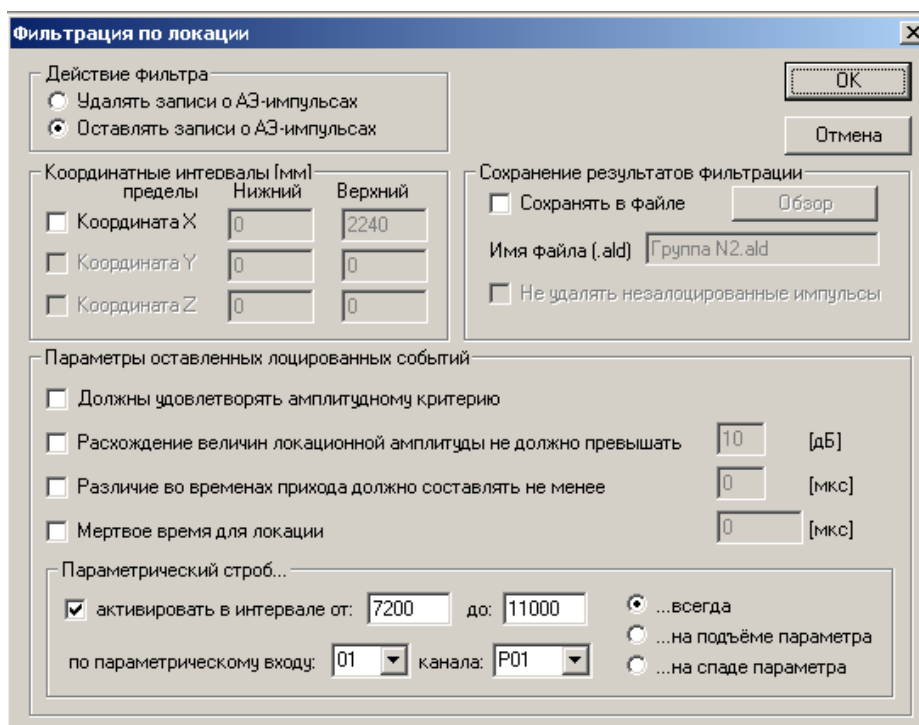 Фильтрация по локации
Действие фильтра
Удалять записи о АЭ-импульсах
Оставлять записи о АЭ-импульсах
OK
Отмена
Координатные интервалы [мм]
пределы Нижний Верхний
Координата X 0 2240
Координата Y 0 0
Координата Z 0 0
Сохранение результатов фильтрации
Сохранять в файле Обзор
Имя файла (.ald) Группа N2.ald
Не удалять незалоцированные импульсы
Параметры оставленных лоцированных событий
Должны удовлетворять амплитудному критерию
Расхождение величин локационной амплитуды не должно превышать 10 [дБ]
Различие во временах прихода должно составлять не менее 0 [мкс]
Мертвое время для локации 0 [мкс]
Параметрический строб...
активировать в интервале от: 7200 до: 11000
по параметрическому входу: 01 канала: P01
...всегда
...на подъёме параметра
...на спаде параметра